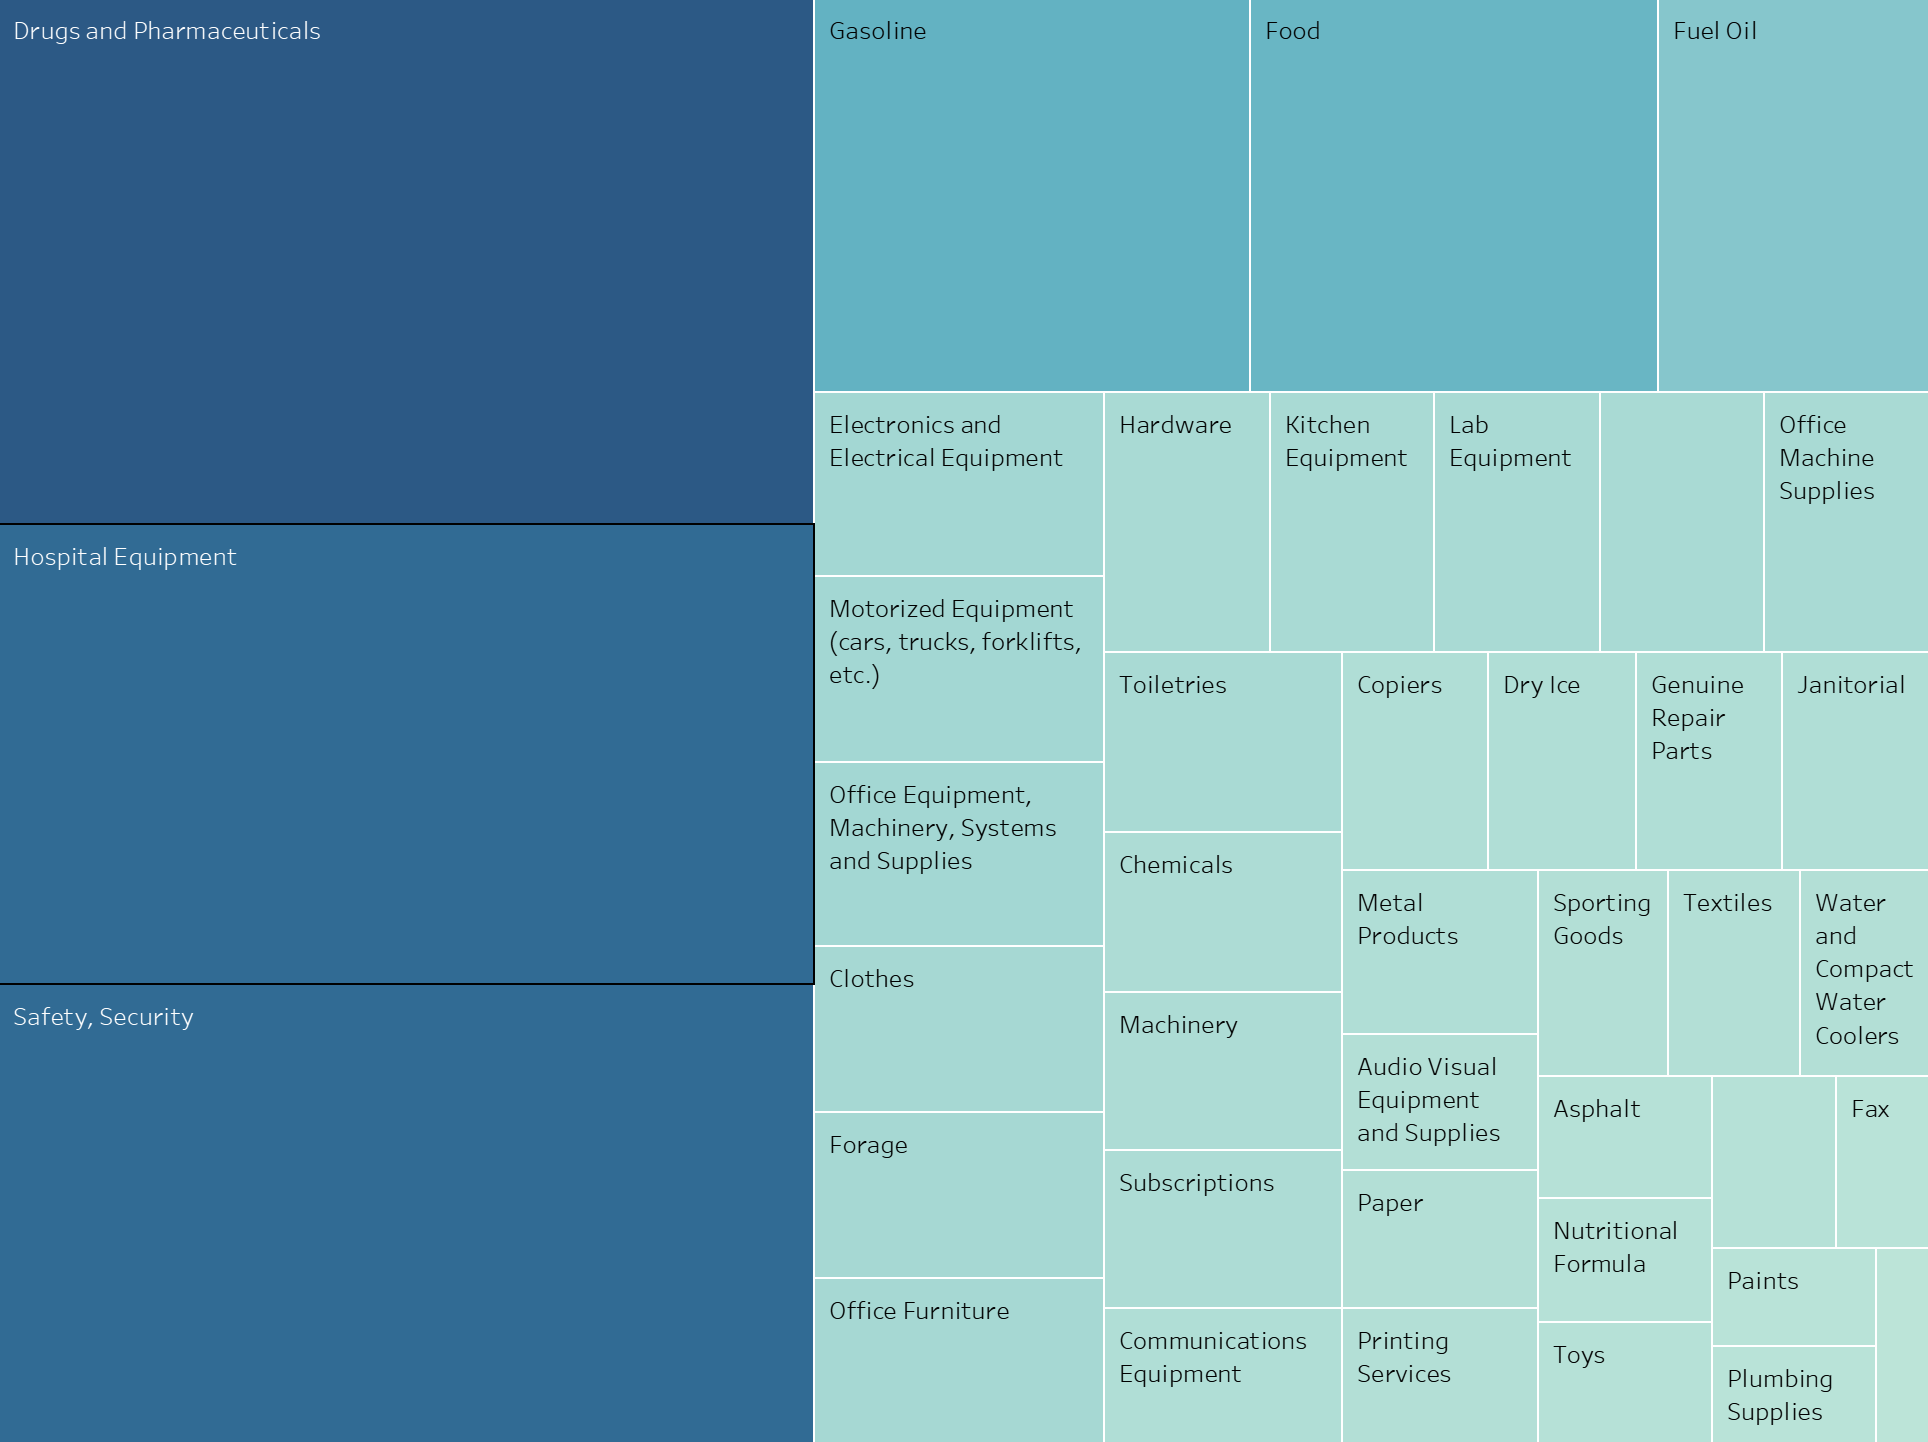 Drugs and Pharmaceuticals
Hospital Equipment
Safety, Security
Gasoline
Food
Fuel Oil
Electronics and
Electrical Equipment
Motorized Equipment
(cars, trucks, forklifts,
etc.)
Office Equipment,
Machinery, Systems
and Supplies
Clothes
Forage
Office Furniture
Hardware
Kitchen
Equipment
Lab
Equipment
Office
Machine
Supplies
Toiletries
Chemicals
Machinery
Subscriptions
Communications
Equipment
Copiers
Dry Ice
Genuine
Repair
Parts
Janitorial
Metal
Products
Audio Visual
Equipment
and Supplies
Paper
Printing
Services
Sporting
Goods
Textiles
Water
and
Compact
Water
Coolers
Asphalt
Nutritional
Formula
Toys
Fax
Paints
Plumbing
Supplies